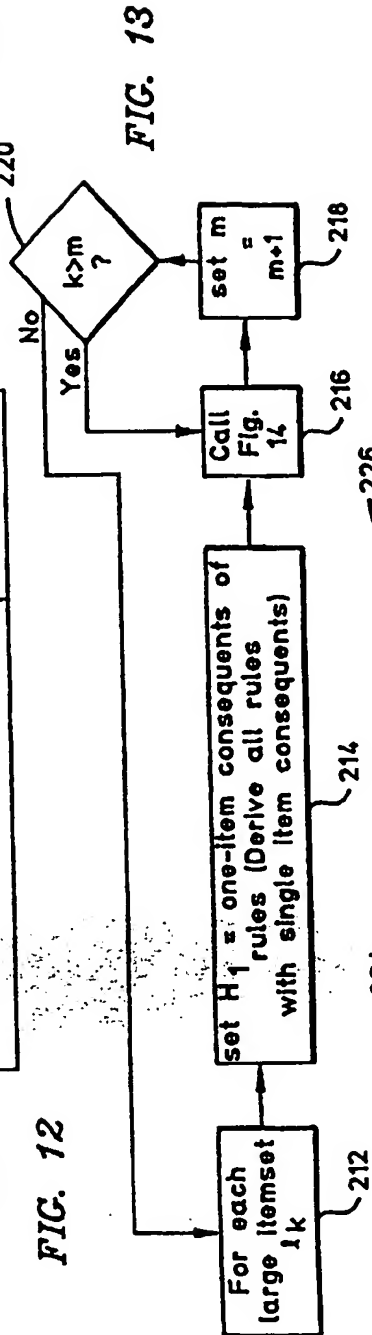 FIG. 12
For each
large itemset
lk
212
set H1 = one-item consequents of
rules (Derive all rules
with single item consequents)
214
Call
Fig.
14
216
set m
=
m+1
218
k>m
?
220
Yes
No
FIG. 13
226